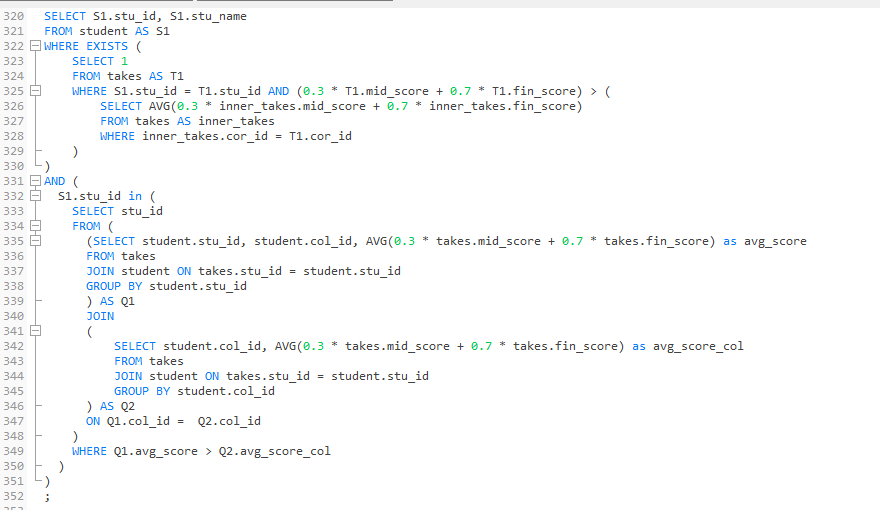 320 SELECT S1.stu_id, S1.stu_name
321 FROM student AS S1
322 WHERE EXISTS (
323     SELECT 1
324     FROM takes AS T1
325     WHERE S1.stu_id = T1.stu_id AND (0.3 * T1.mid_score + 0.7 * T1.fin_score) > (
326         SELECT AVG(0.3 * inner_takes.mid_score + 0.7 * inner_takes.fin_score)
327         FROM takes AS inner_takes
328         WHERE inner_takes.cor_id = T1.cor_id
329     )
330 )
331 AND (
332   S1.stu_id in (
333     SELECT stu_id
334     FROM (
335       (SELECT student.stu_id, student.col_id, AVG(0.3 * takes.mid_score + 0.7 * takes.fin_score) as avg_score
336       FROM takes
337       JOIN student ON takes.stu_id = student.stu_id
338       GROUP BY student.stu_id
339       ) AS Q1
340       JOIN
341       (
342           SELECT student.col_id, AVG(0.3 * takes.mid_score + 0.7 * takes.fin_score) as avg_score_col
343           FROM takes
344           JOIN student ON takes.stu_id = student.stu_id
345           GROUP BY student.col_id
346       ) AS Q2
347       ON Q1.col_id =  Q2.col_id
348     )
349     WHERE Q1.avg_score > Q2.avg_score_col
350   )
351 )
352 ;